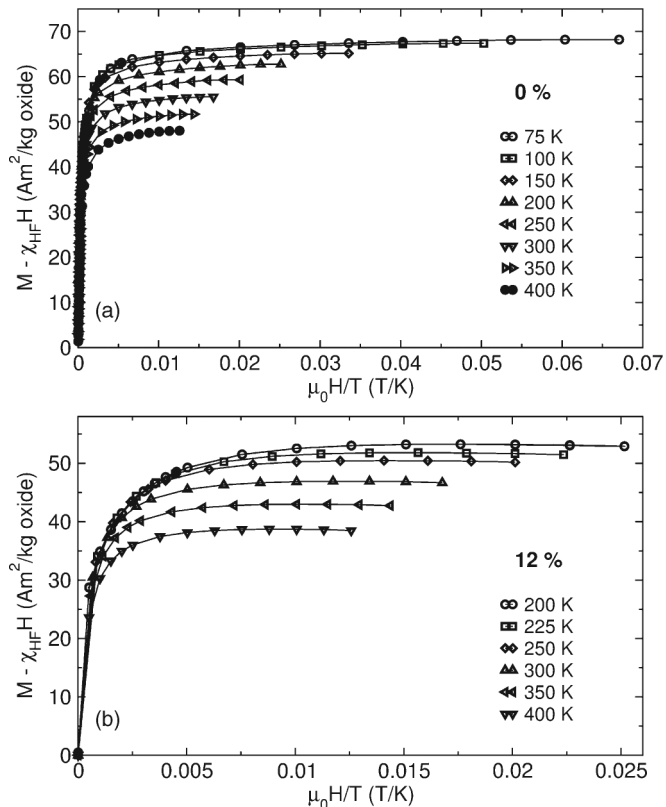 (a)
M - χHFH (Am²/kg oxide)
70
60
50
40
30
20
10
0
0 %
75 K
100 K
150 K
200 K
250 K
300 K
350 K
400 K
0
0.01
0.02
0.03
0.04
0.05
0.06
0.07
μ₀H/T (T/K)
(b)
M - χHFH (Am²/kg oxide)
50
40
30
20
10
0
12 %
200 K
225 K
250 K
300 K
350 K
400 K
0
0.005
0.01
0.015
0.02
0.025
μ₀H/T (T/K)